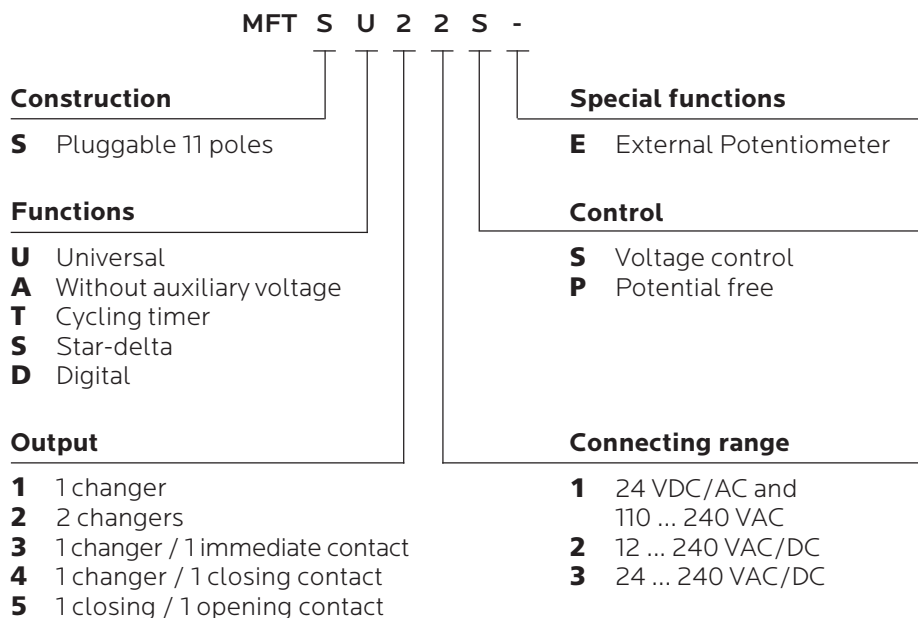 MFT S U 2 2 S -
Construction
S Pluggable 11 poles
Functions
U Universal
A Without auxiliary voltage
T Cycling timer
S Star-delta
D Digital
Output
1 1 changer
2 2 changers
3 1 changer / 1 immediate contact
4 1 changer / 1 closing contact
5 1 closing / 1 opening contact
Special functions
E External Potentiometer
Control
S Voltage control
P Potential free
Connecting range
1 24 VDC/AC and
110 ... 240 VAC
2 12 ... 240 VAC/DC
3 24 ... 240 VAC/DC